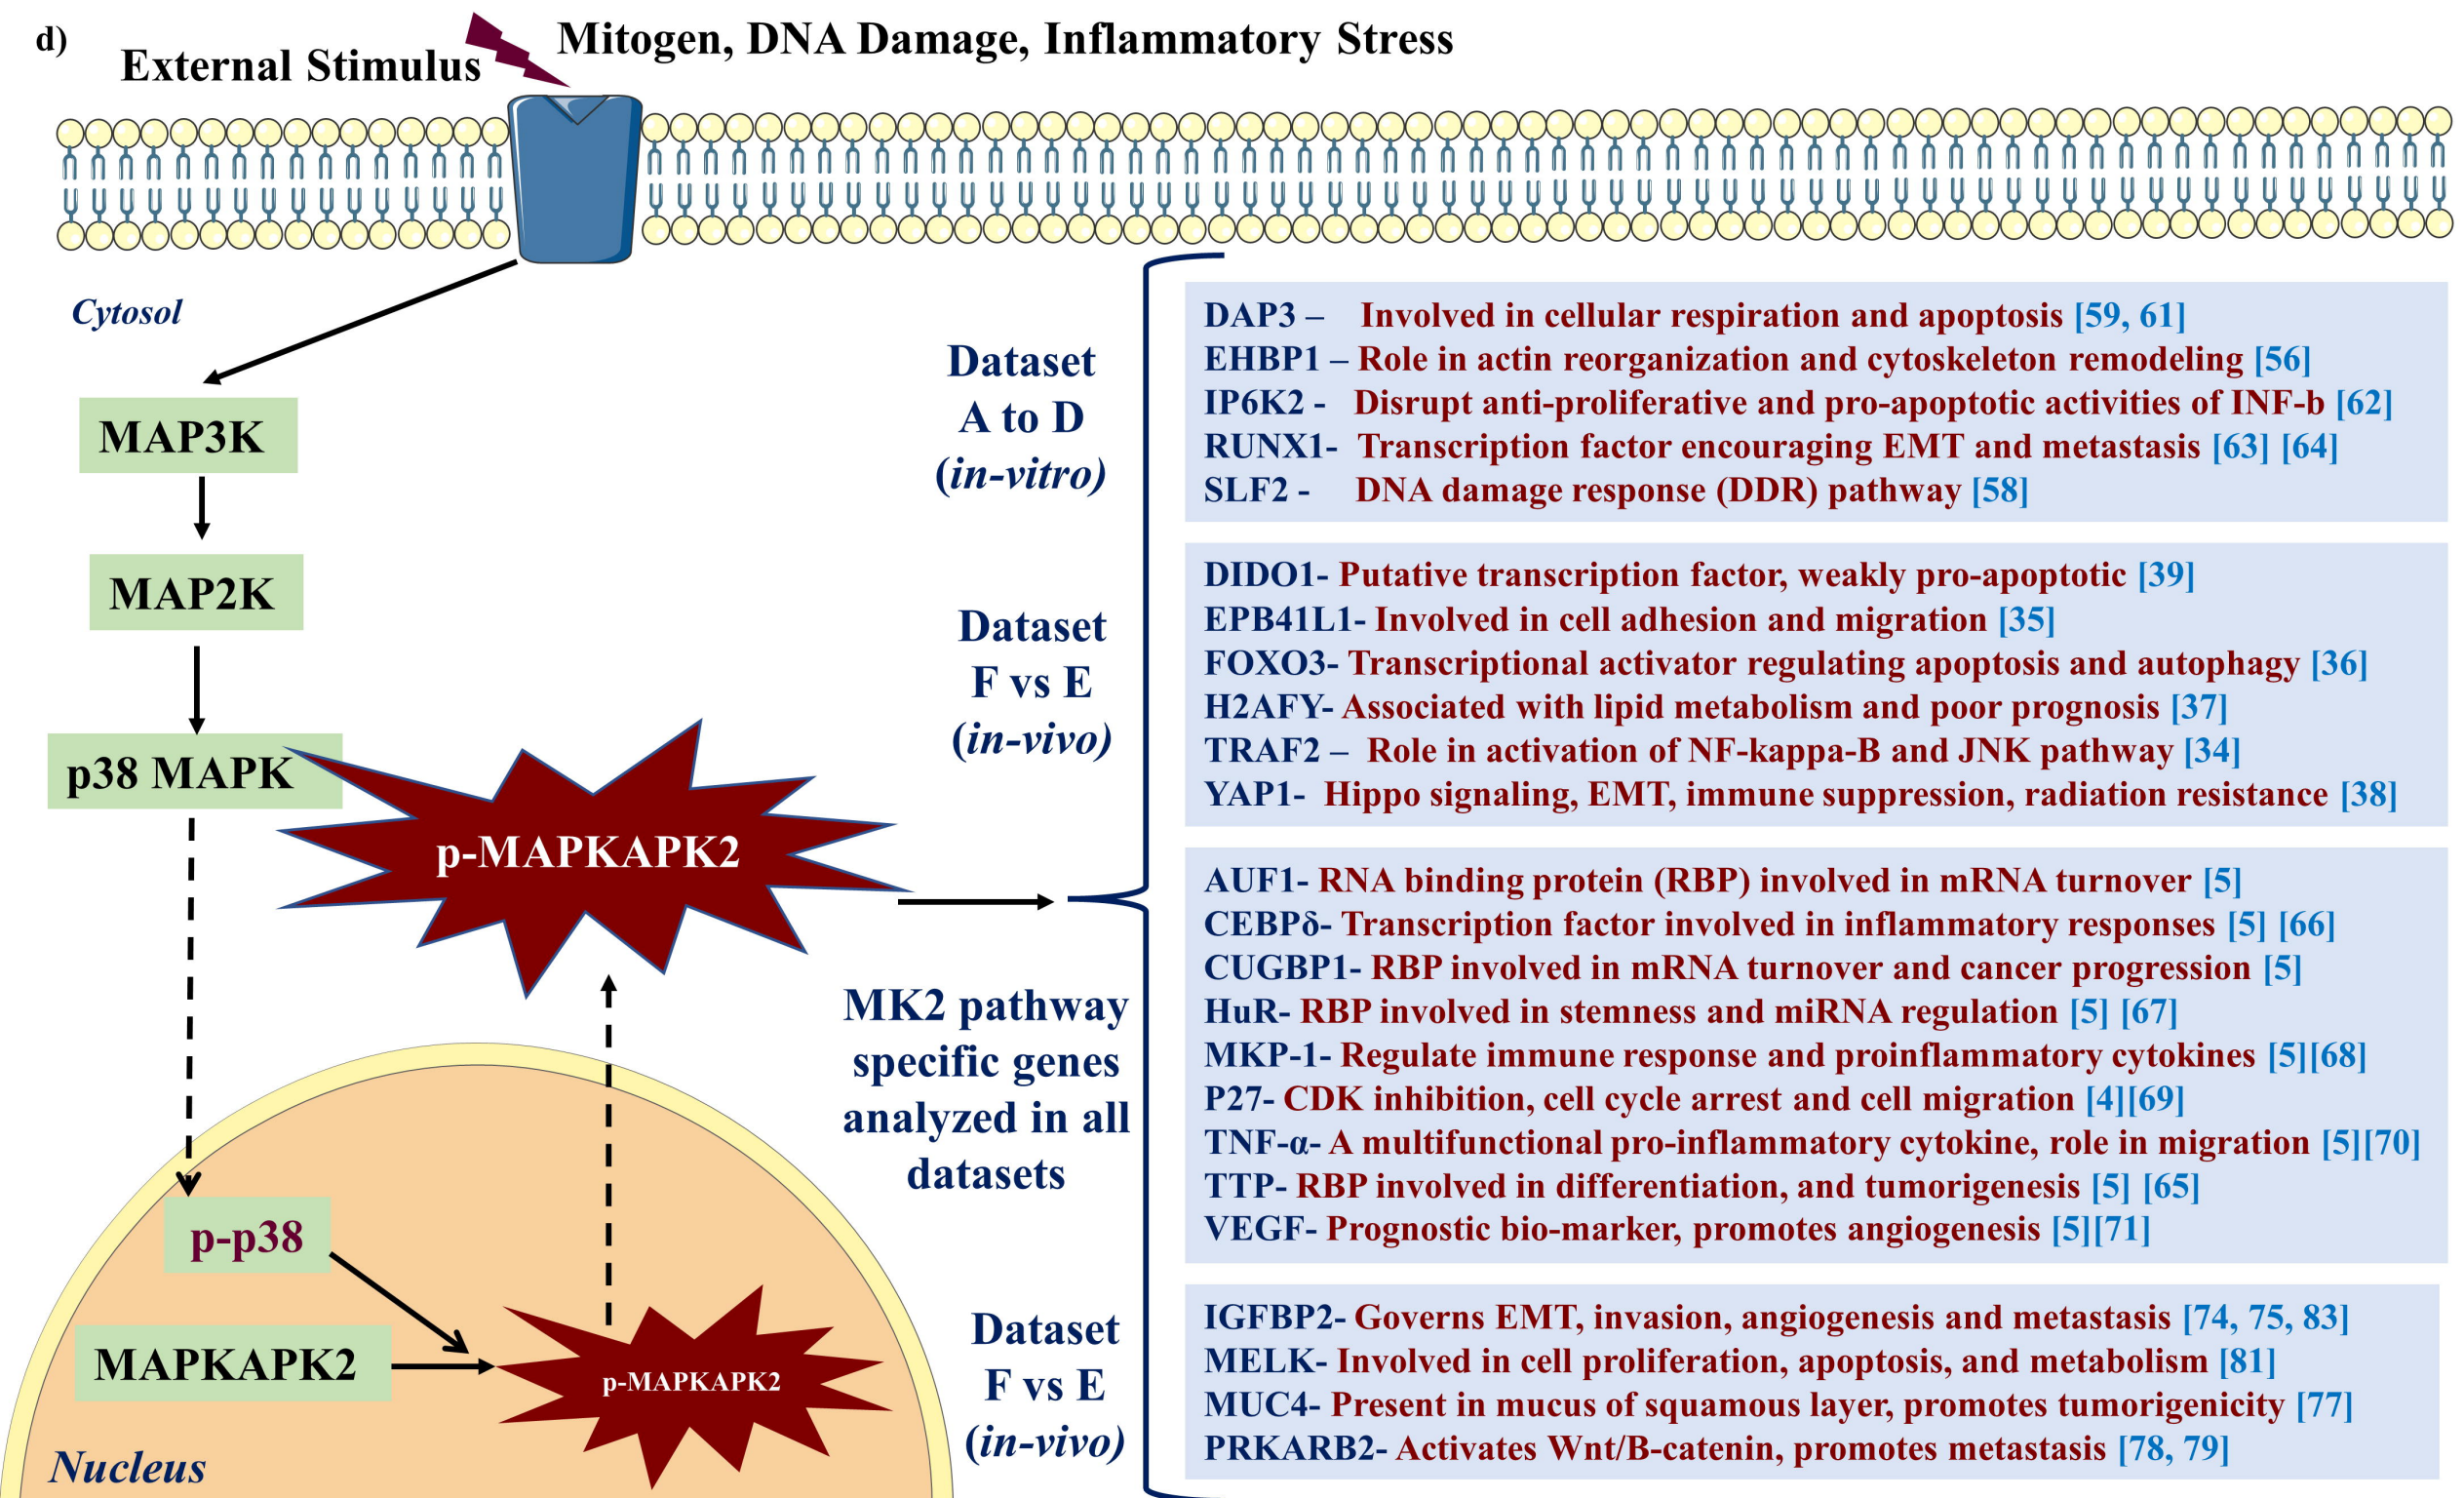 d)
External Stimulus
Mitogen, DNA Damage, Inflammatory Stress
Cytosol
MAP3K
MAP2K
p38 MAPK
p-MAPKAPK2
p-p38
MAPKAPK2
p-MAPKAPK2
Nucleus
Dataset
A to D
(in-vitro)
DAP3 – Involved in cellular respiration and apoptosis [59, 61]
EHBP1 – Role in actin reorganization and cytoskeleton remodeling [56]
IP6K2 - Disrupt anti-proliferative and pro-apoptotic activities of INF-b [62]
RUNX1- Transcription factor encouraging EMT and metastasis [63] [64]
SLF2 - DNA damage response (DDR) pathway [58]
Dataset
F vs E
(in-vivo)
DIDO1- Putative transcription factor, weakly pro-apoptotic [39]
EPB41L1- Involved in cell adhesion and migration [35]
FOXO3- Transcriptional activator regulating apoptosis and autophagy [36]
H2AFY- Associated with lipid metabolism and poor prognosis [37]
TRAF2 – Role in activation of NF-kappa-B and JNK pathway [34]
YAP1- Hippo signaling, EMT, immune suppression, radiation resistance [38]
MK2 pathway
specific genes
analyzed in all
datasets
AUF1- RNA binding protein (RBP) involved in mRNA turnover [5]
CEBPδ- Transcription factor involved in inflammatory responses [5] [66]
CUGBP1- RBP involved in mRNA turnover and cancer progression [5]
HuR- RBP involved in stemness and miRNA regulation [5] [67]
MKP-1- Regulate immune response and proinflammatory cytokines [5][68]
P27- CDK inhibition, cell cycle arrest and cell migration [4][69]
TNF-α- A multifunctional pro-inflammatory cytokine, role in migration [5][70]
TTP- RBP involved in differentiation, and tumorigenesis [5] [65]
VEGF- Prognostic bio-marker, promotes angiogenesis [5][71]
Dataset
F vs E
(in-vivo)
IGFBP2- Governs EMT, invasion, angiogenesis and metastasis [74, 75, 83]
MELK- Involved in cell proliferation, apoptosis, and metabolism [81]
MUC4- Present in mucus of squamous layer, promotes tumorigenicity [77]
PRKARB2- Activates Wnt/B-catenin, promotes metastasis [78, 79]